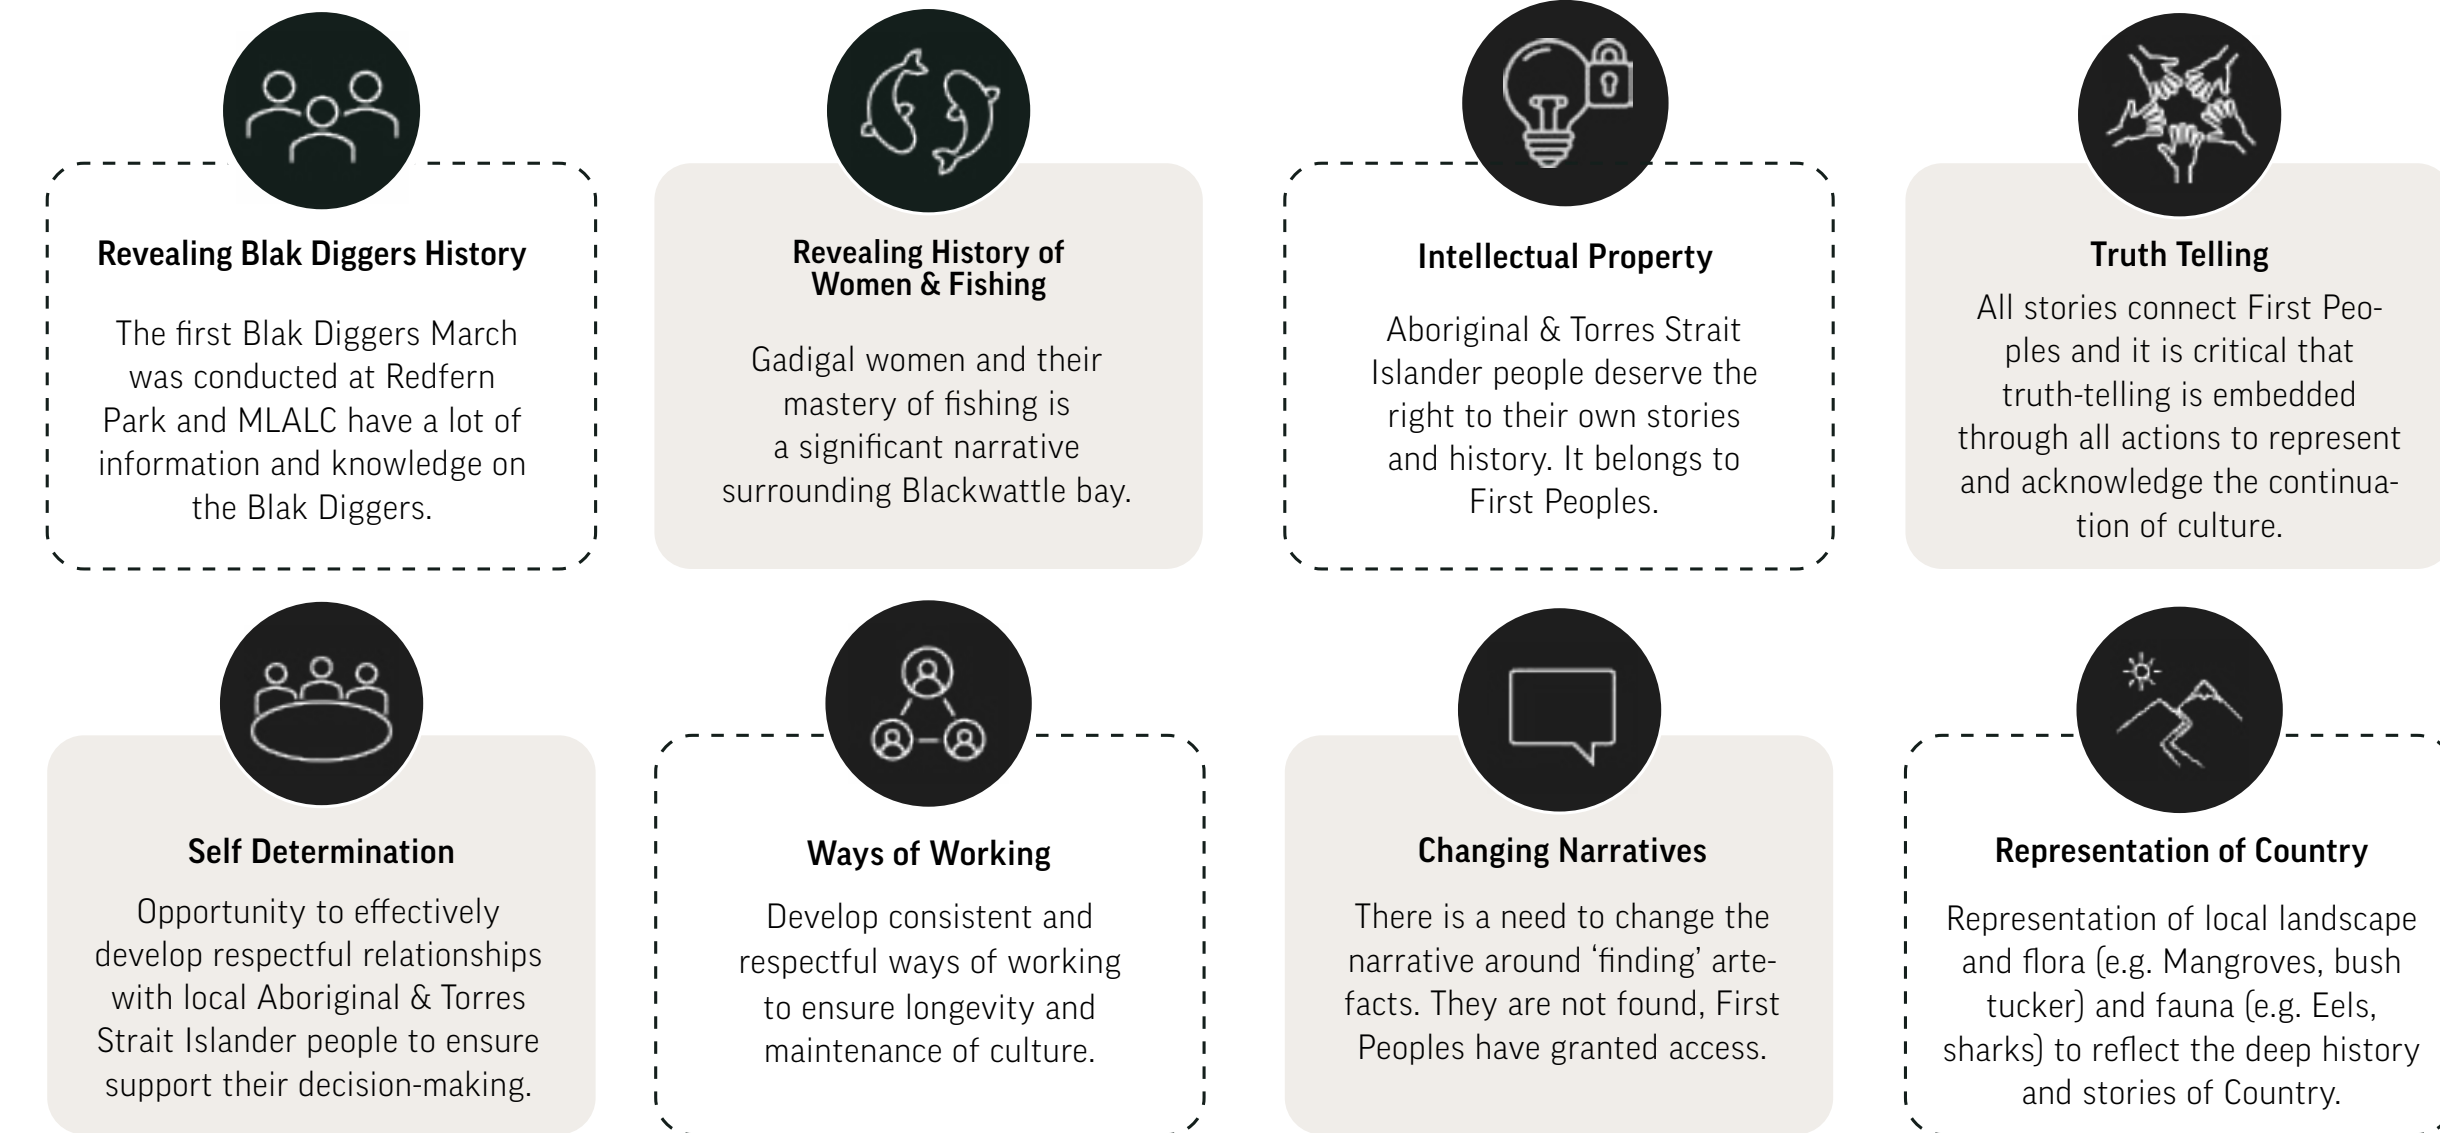 Revealing Blak Diggers History
The first Blak Diggers March
was conducted at Redfern
Park and MLALC have a lot of
information and knowledge on
the Blak Diggers.
Revealing History of
Women & Fishing
Gadigal women and their
mastery of fishing is
a significant narrative
surrounding Blackwattle bay.
Intellectual Property
Aboriginal & Torres Strait
Islander people deserve the
right to their own stories
and history. It belongs to
First Peoples.
Truth Telling
All stories connect First Peo-
ples and it is critical that
truth-telling is embedded
through all actions to represent
and acknowledge the continua-
tion of culture.
Self Determination
Opportunity to effectively
develop respectful relationships
with local Aboriginal & Torres
Strait Islander people to ensure
support their decision-making.
Ways of Working
Develop consistent and
respectful ways of working
to ensure longevity and
maintenance of culture.
Changing Narratives
There is a need to change the
narrative around ‘finding’ arte-
facts. They are not found, First
Peoples have granted access.
Representation of Country
Representation of local landscape
and flora (e.g. Mangroves, bush
tucker) and fauna (e.g. Eels,
sharks) to reflect the deep history
and stories of Country.